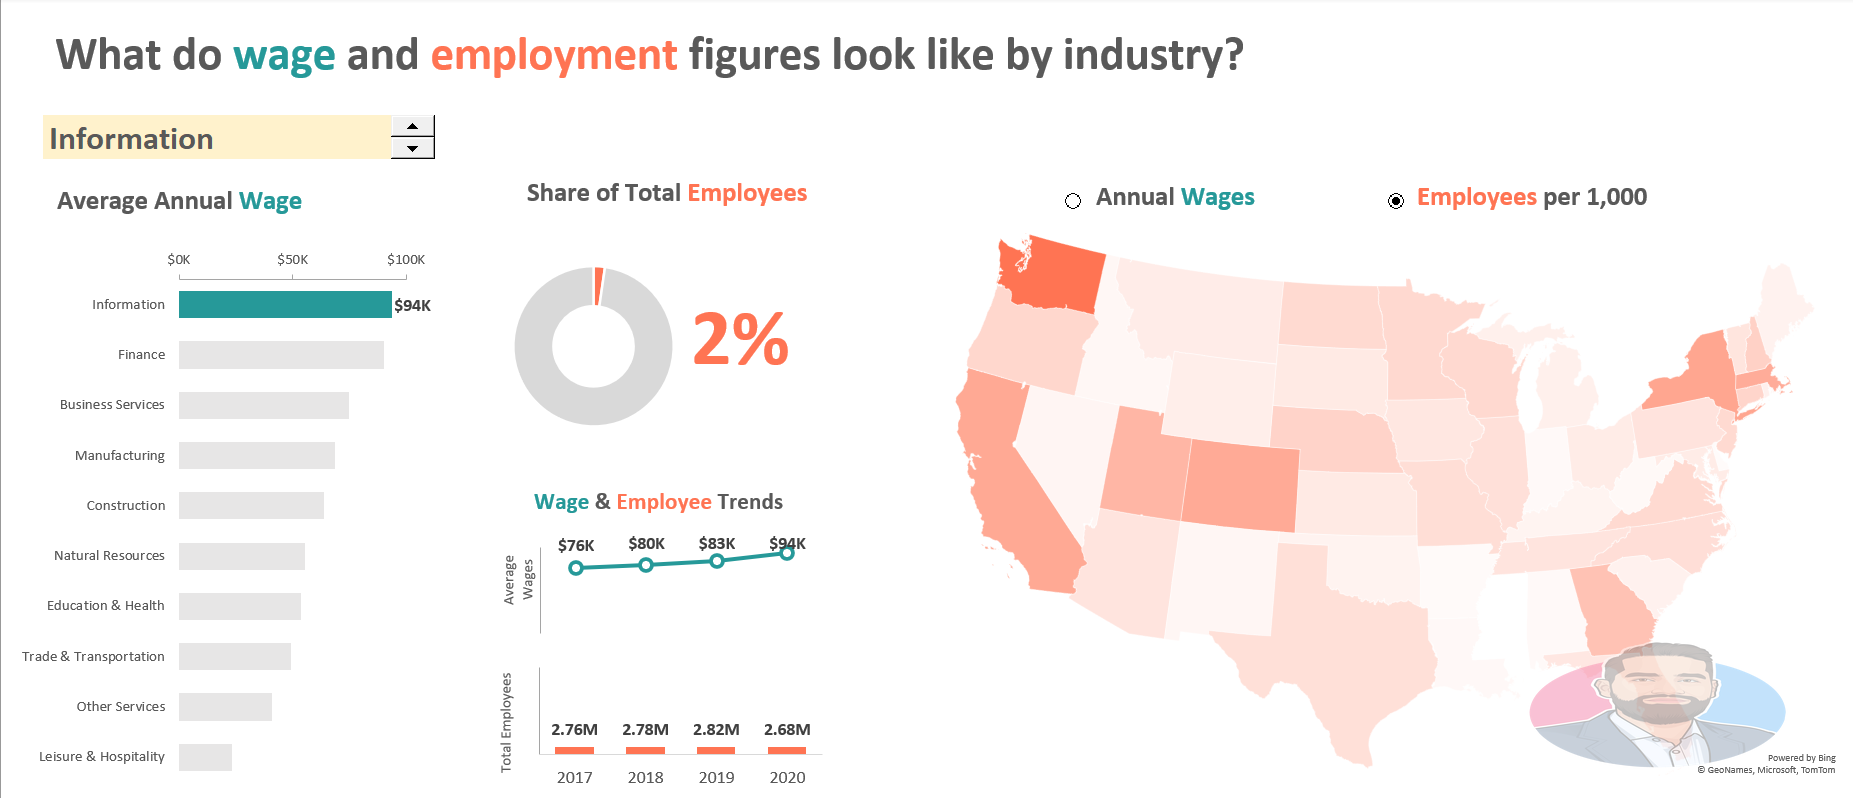 What do wage and employment figures look like by industry?
Information
Average Annual Wage
$0K $50K $100K
Information $94K
Finance
Business Services
Manufacturing
Construction
Natural Resources
Education & Health
Trade & Transportation
Other Services
Leisure & Hospitality
Share of Total Employees
2%
Wage & Employee Trends
Average
Wages
$76K $80K $83K $94K
Total Employees
2.76M 2.78M 2.82M 2.68M
2017 2018 2019 2020
Annual Wages
Employees per 1,000
Powered by Bing
© GeoNames, Microsoft, TomTom